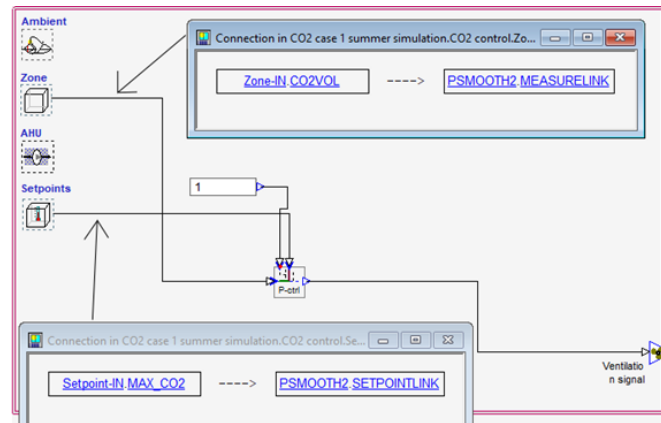 Ambient
Connection in CO2 case 1 summer simulation.CO2 control.Zo...
Zone-IN.CO2VOL ----> PSMOOTH2.MEASURELINK
Zone
AHU
Setpoints
1
P-ctrl
Connection in CO2 case 1 summer simulation.CO2 control.Se...
Setpoint-IN.MAX_CO2 ----> PSMOOTH2.SETPOINTLINK
Ventilatio
n signal